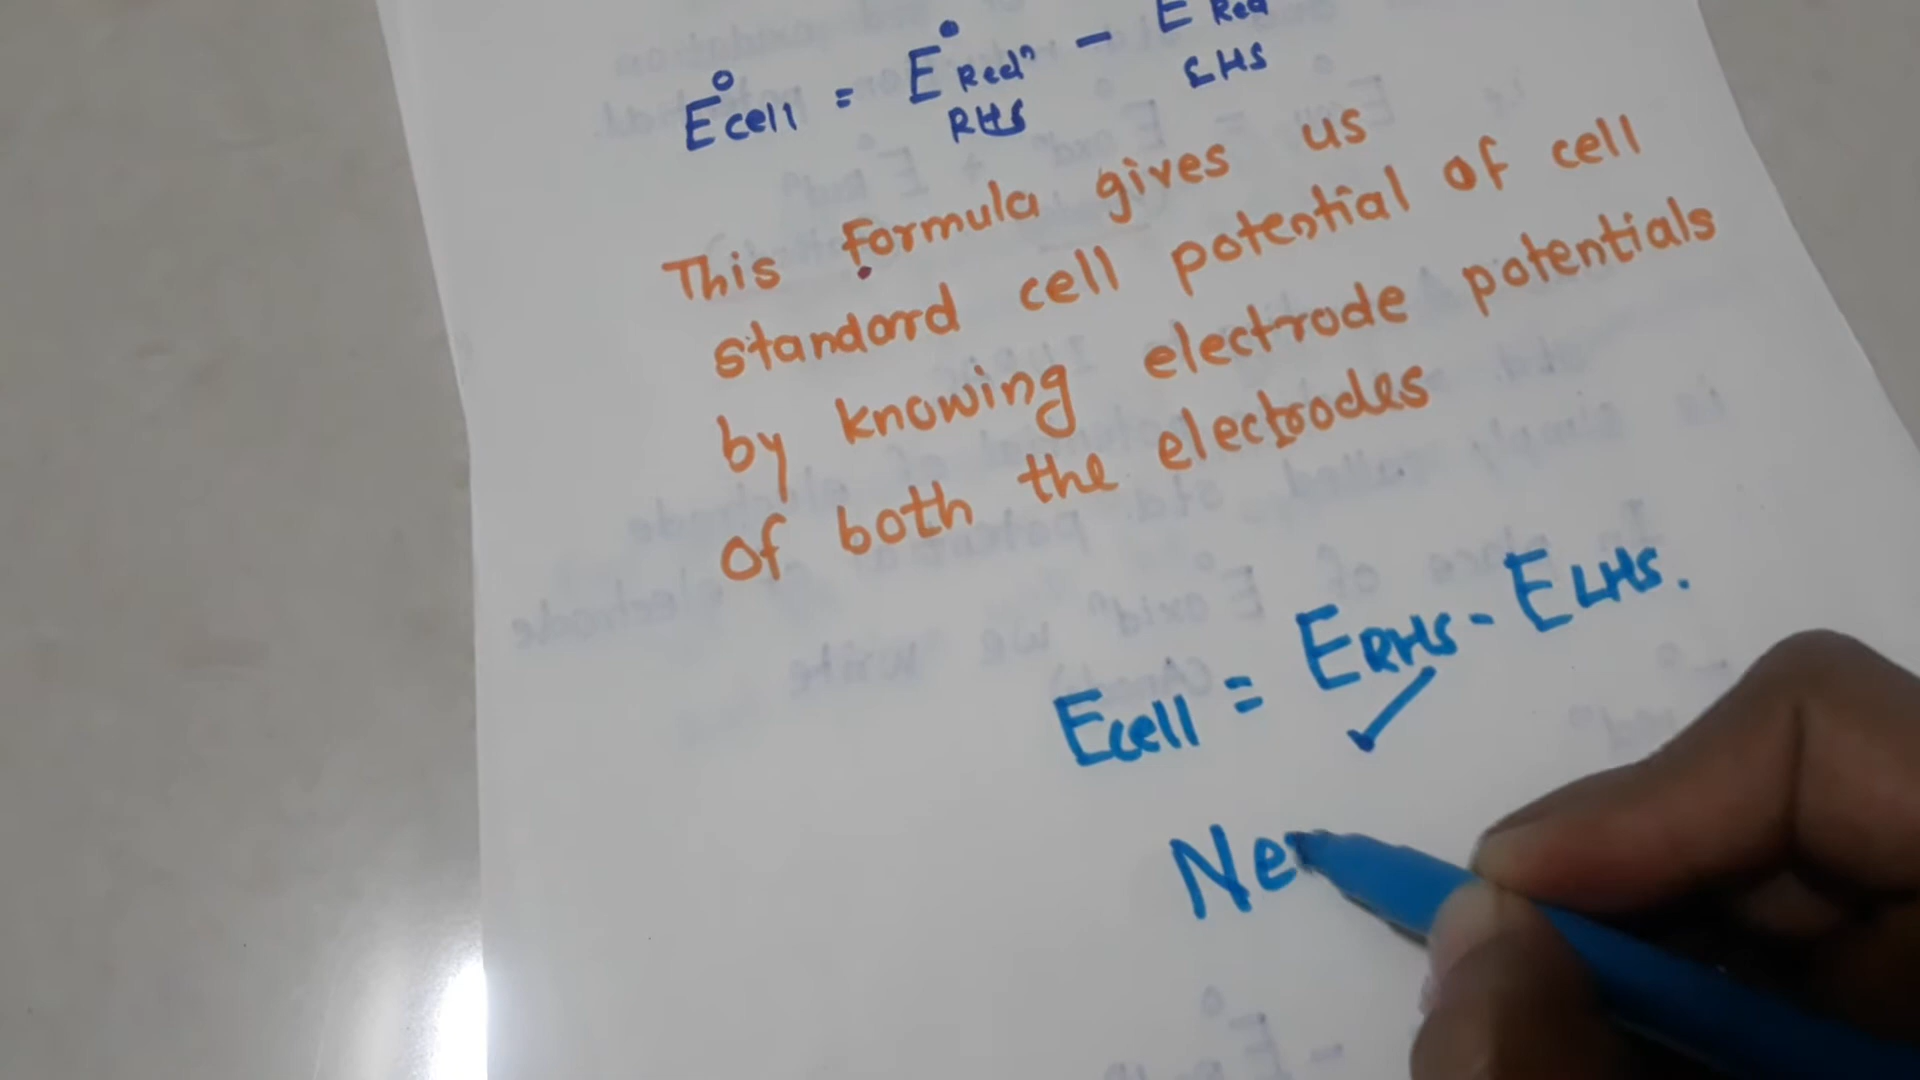 E°cell = E°Redⁿ RHS - E Red LHS
This formula gives us
standard cell potential of cell
by knowing electrode potentials
of both the electrodes
Ecell = ERHS - ELHS.
Ne